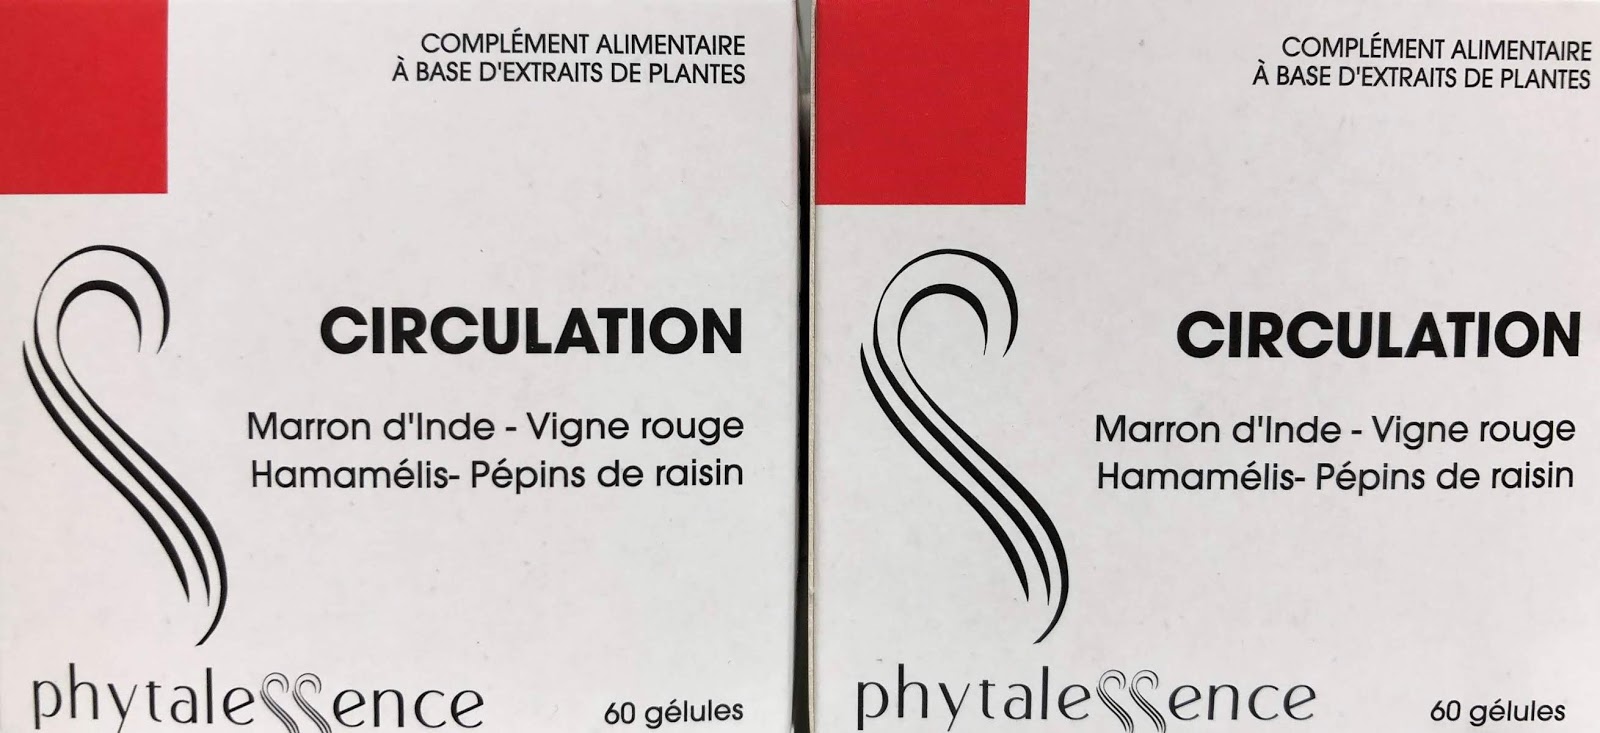 COMPLÉMENT ALIMENTAIRE
À BASE D'EXTRAITS DE PLANTES
CIRCULATION
Marron d'Inde - Vigne rouge
Hamamélis- Pépins de raisin
phytalessence
60 gélules
COMPLÉMENT ALIMENTAIRE
À BASE D'EXTRAITS DE PLANTES
CIRCULATION
Marron d'Inde - Vigne rouge
Hamamélis- Pépins de raisin
phytalessence
60 gélules